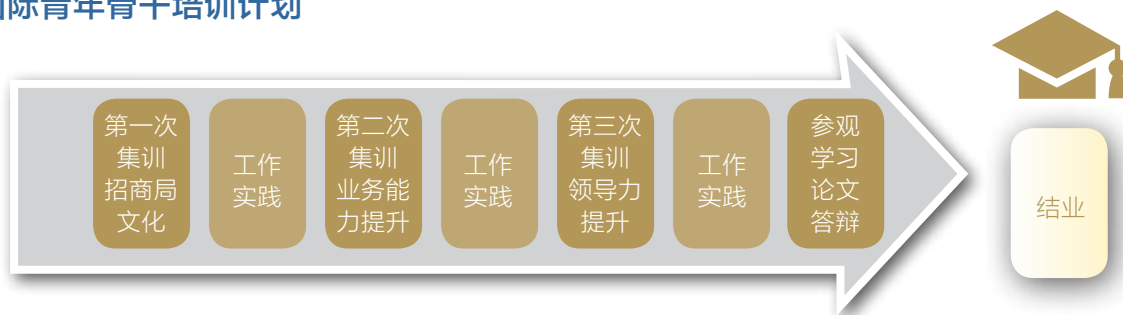 国际青年骨干培训计划
第一次
集训
招商局
文化
工作
实践
第二次
集训
业务能
力提升
工作
实践
第三次
集训
领导力
提升
工作
实践
参观
学习
论文
答辩
结业